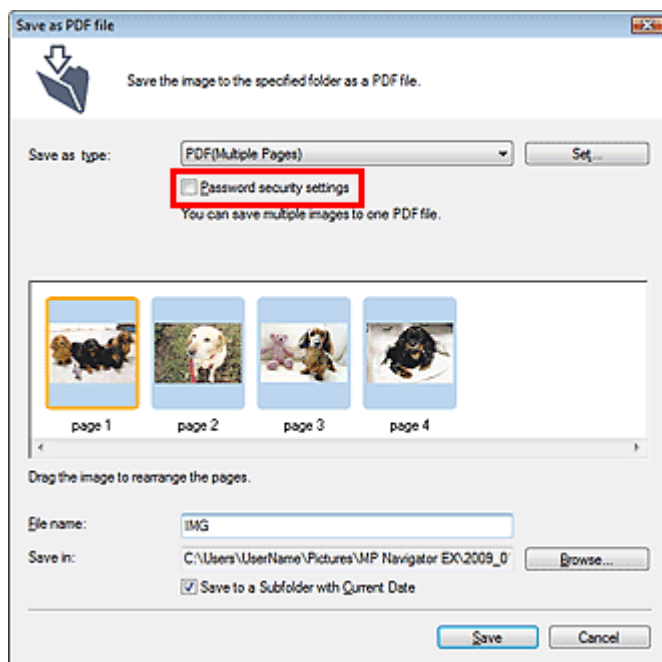 Save as PDF file
Save the image to the specified folder as a PDF file.
Save as type: PDF(Multiple Pages) Set...
Password security settings
You can save multiple images to one PDF file.
page 1 page 2 page 3 page 4
Drag the image to rearrange the pages.
File name: IMG
Save in: C:\Users\UserName\Pictures\MP Navigator EX\2009_0 Browse...
Save to a Subfolder with Current Date
Save Cancel